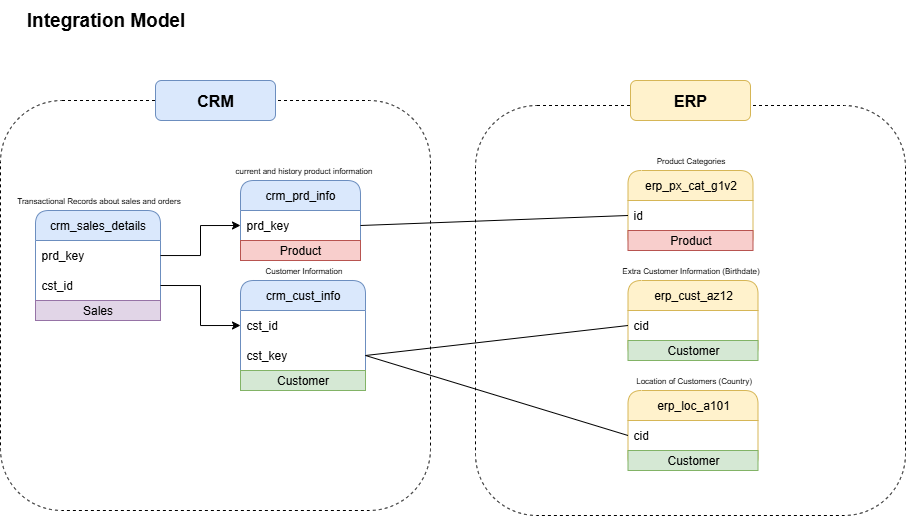 Integration Model
CRM
ERP
Transactional Records about sales and orders
crm_sales_details
prd_key
cst_id
Sales
current and history product information
crm_prd_info
prd_key
Product
Customer Information
crm_cust_info
cst_id
cst_key
Customer
Product Categories
erp_px_cat_g1v2
id
Product
Extra Customer Information (Birthdate)
erp_cust_az12
cid
Customer
Location of Customers (Country)
erp_loc_a101
cid
Customer